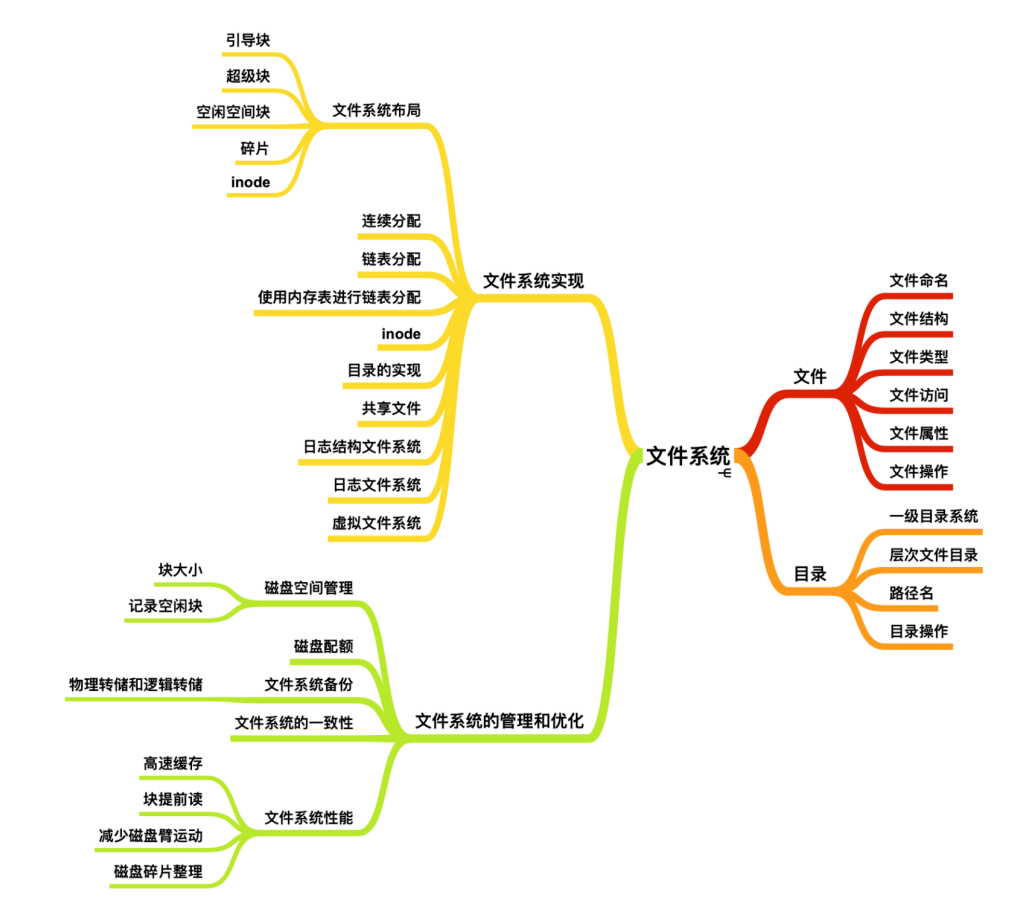 文件系统
文件
文件命名
文件结构
文件类型
文件访问
文件属性
文件操作
目录
一级目录系统
层次文件目录
路径名
目录操作
文件系统实现
文件系统布局
引导块
超级块
空闲空间块
碎片
inode
连续分配
链表分配
使用内存表进行链表分配
inode
目录的实现
共享文件
日志结构文件系统
日志文件系统
虚拟文件系统
文件系统的管理和优化
磁盘空间管理
块大小
记录空闲块
磁盘配额
文件系统备份
物理转储和逻辑转储
文件系统的一致性
文件系统性能
高速缓存
块提前读
减少磁盘臂运动
磁盘碎片整理